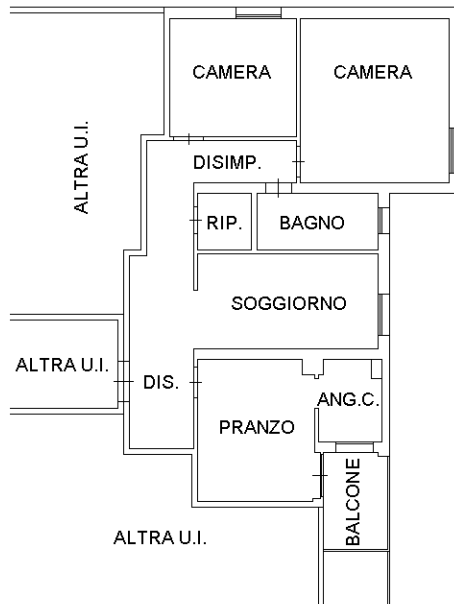 CAMERA
CAMERA
ALTRA U.I.
DISIMP.
RIP.
BAGNO
SOGGIORNO
ALTRA U.I.
DIS.
ANG.C.
PRANZO
BALCONE
ALTRA U.I.